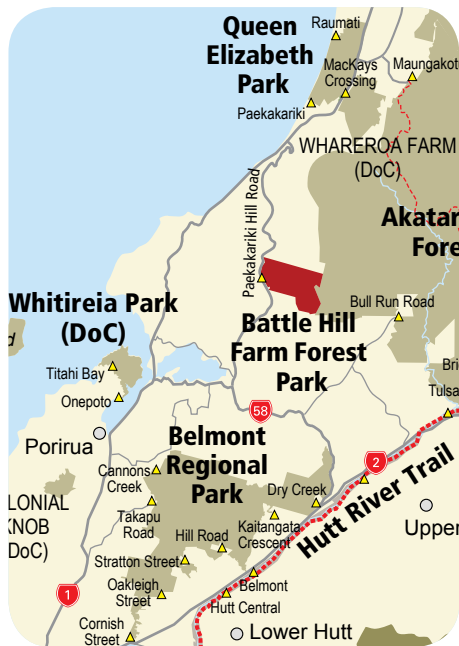 Queen
Elizabeth
Park
Raumati
MacKays
Crossing
Maungakot
Paekakariki
WHAREROA FARM
(DoC)
Paekakariki Hill Road
Akatar
Fore
Whitireia Park
(DoC)
Battle Hill
Farm Forest
Park
Bull Run Road
d
Titahi Bay
Onepoto
Bri
Tulsa
58
Porirua
Belmont
Regional
Park
2
Hutt River Trail
Cannons
Creek
Dry Creek
LONIAL
KNOB
(DoC)
Takapu
Road
Kaitangata
Crescent
Upper
Hill Road
Stratton Street
Oakleigh
Street
Belmont
Hutt Central
1
Cornish
Street
Lower Hutt